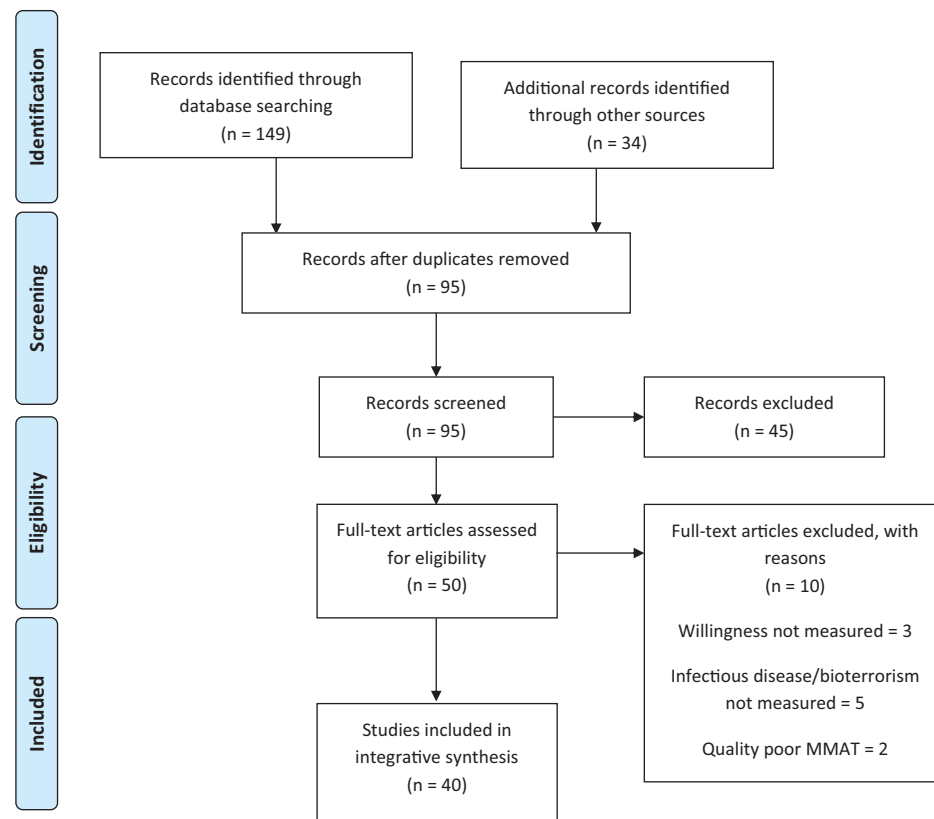 Identification
Records identified through
database searching
(n = 149)
Additional records identified
through other sources
(n = 34)
Screening
Records after duplicates removed
(n = 95)
Records screened
(n = 95)
Records excluded
(n = 45)
Eligibility
Full-text articles assessed
for eligibility
(n = 50)
Full-text articles excluded, with
reasons
(n = 10)
Willingness not measured = 3
Infectious disease/bioterrorism
not measured = 5
Quality poor MMAT = 2
Included
Studies included in
integrative synthesis
(n = 40)